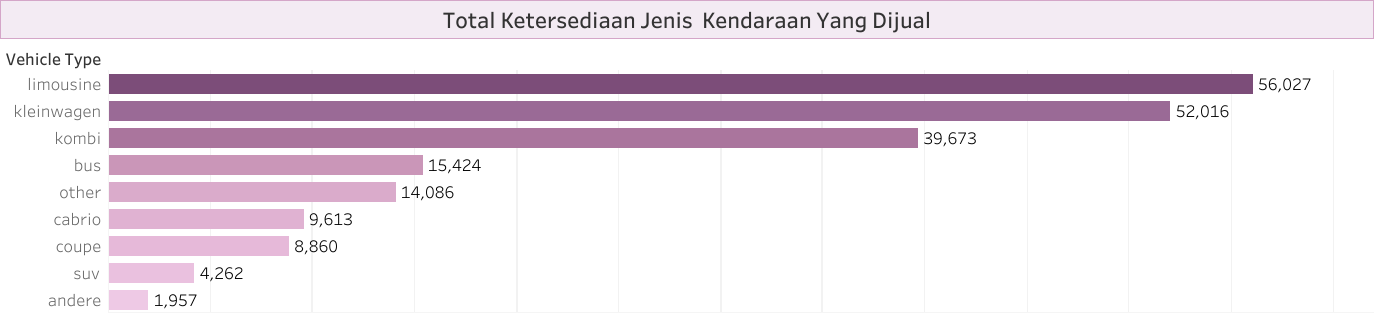 Total Ketersediaan Jenis  Kendaraan Yang Dijual
Vehicle Type
limousine 56,027
kleinwagen 52,016
kombi 39,673
bus 15,424
other 14,086
cabrio 9,613
coupe 8,860
suv 4,262
andere 1,957